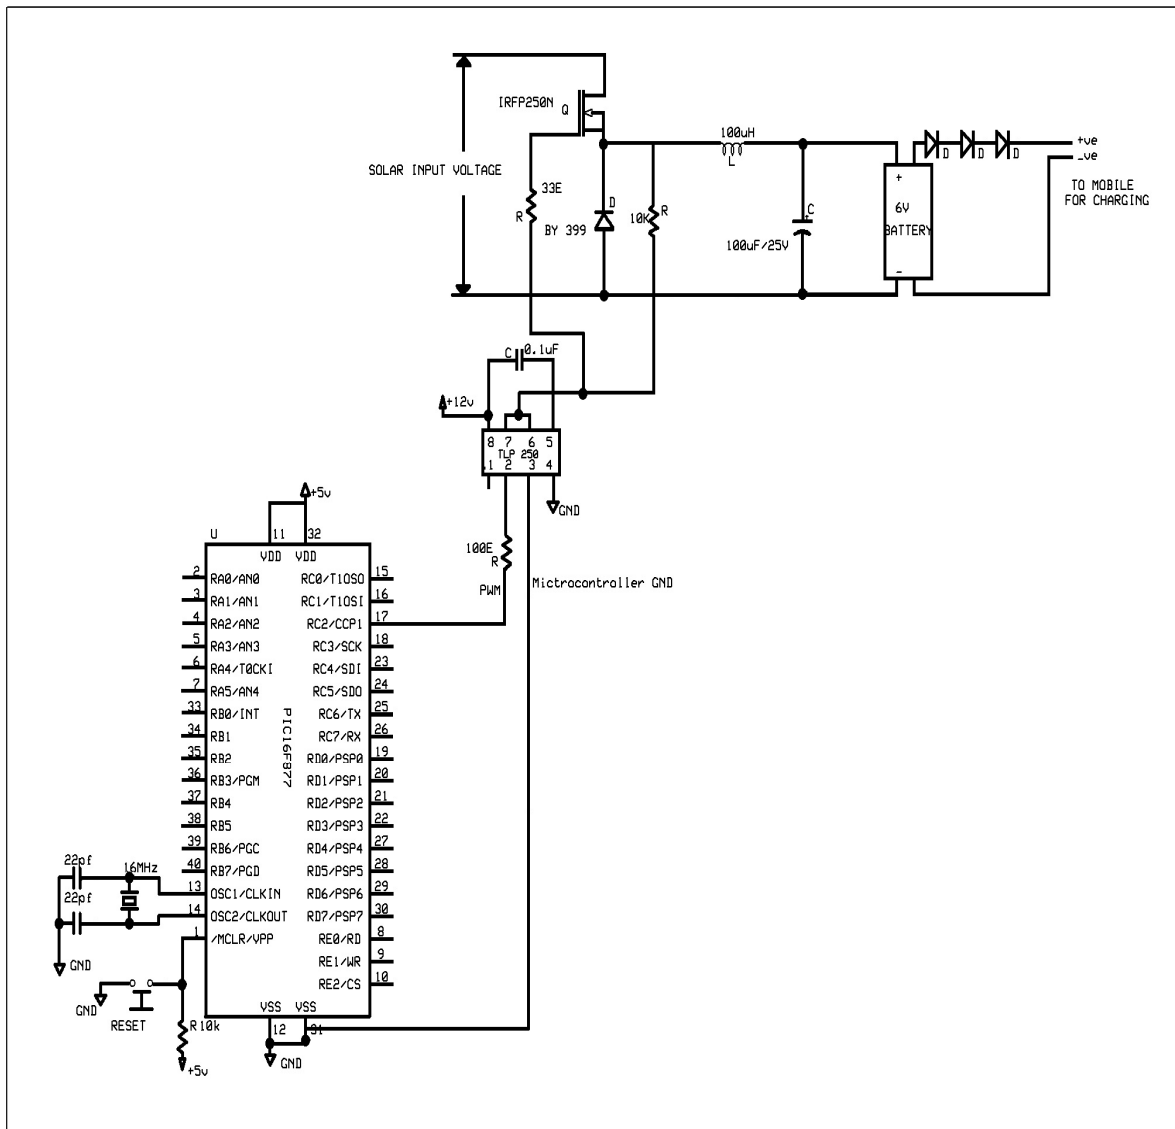 IRFP250N
Q
100uH
L
+ve
_ve
D
D
D
SOLAR INPUT VOLTAGE
TO MOBILE
FOR CHARGING
33E
R
D
BY 399
10K
R
C
+
100uF/25V
+
6V
BATTERY
-
C
0.1uF
+12v
8 7 6 5
TLP 250
1 2 3 4
GND
+5v
100E
R
PWM
Mictrocontroller GND
U
11
32
VDD
VDD
2 RA0/AN0 RC0/T1OSO 15
3 RA1/AN1 RC1/T1OSI 16
4 RA2/AN2 RC2/CCP1 17
5 RA3/AN3 RC3/SCK 18
6 RA4/T0CKI RC4/SDI 23
7 RA5/AN4 RC5/SDO 24
33 RB0/INT RC6/TX 25
34 RB1 RC7/RX 26
35 RB2 RD0/PSP0 19
36 RB3/PGM RD1/PSP1 20
37 RB4 RD2/PSP2 21
38 RB5 RD3/PSP3 22
39 RB6/PGC RD4/PSP4 27
40 RB7/PGD RD5/PSP5 28
13 OSC1/CLKIN RD6/PSP6 29
14 OSC2/CLKOUT RD7/PSP7 30
1 /MCLR/VPP RE0/RD 8
RE1/WR 9
RE2/CS 10
PIC16F877
22pf
16MHz
22pf
GND
GND
RESET
R 10k
+5v
VSS
VSS
12
31
GND